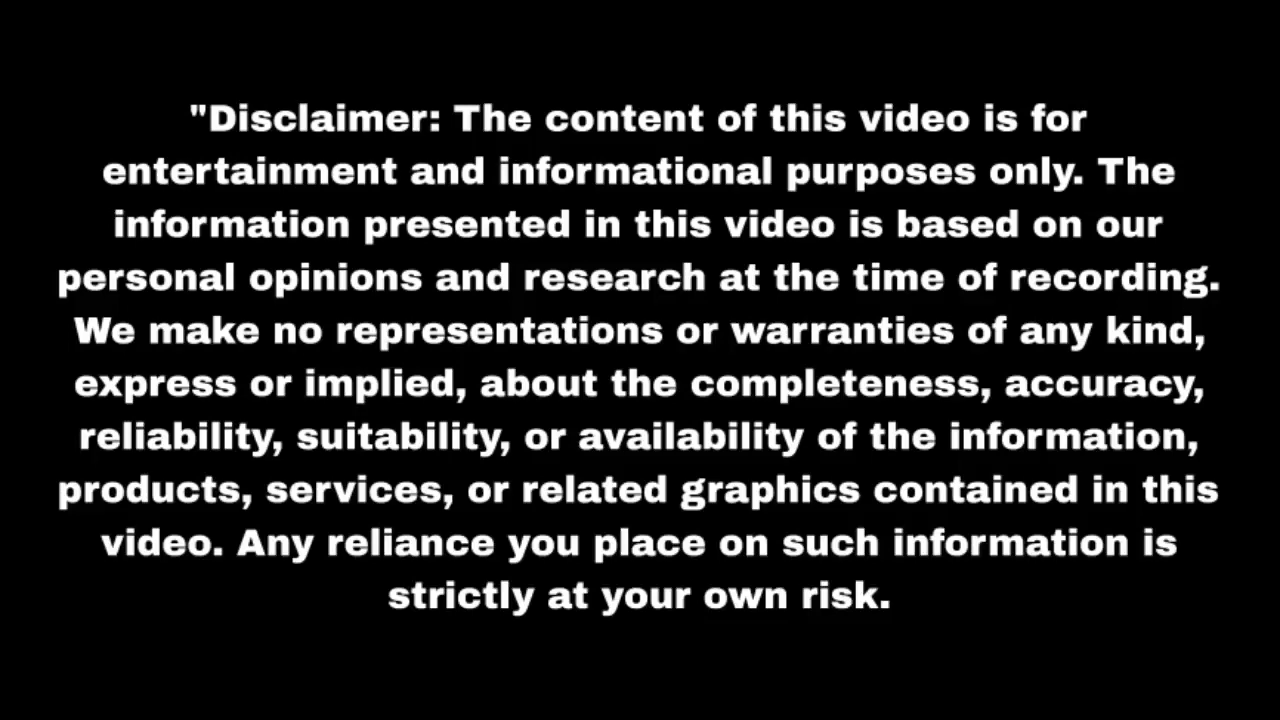 "Disclaimer: The content of this video is for
entertainment and informational purposes only. The
information presented in this video is based on our
personal opinions and research at the time of recording.
We make no representations or warranties of any kind,
express or implied, about the completeness, accuracy,
reliability, suitability, or availability of the information,
products, services, or related graphics contained in this
video. Any reliance you place on such information is
strictly at your own risk.